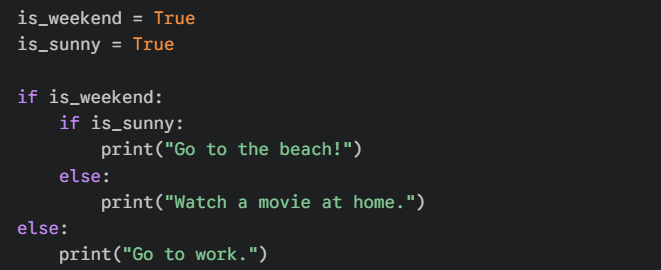 is_weekend = True
is_sunny = True

if is_weekend:
    if is_sunny:
        print("Go to the beach!")
    else:
        print("Watch a movie at home.")
else:
    print("Go to work.")